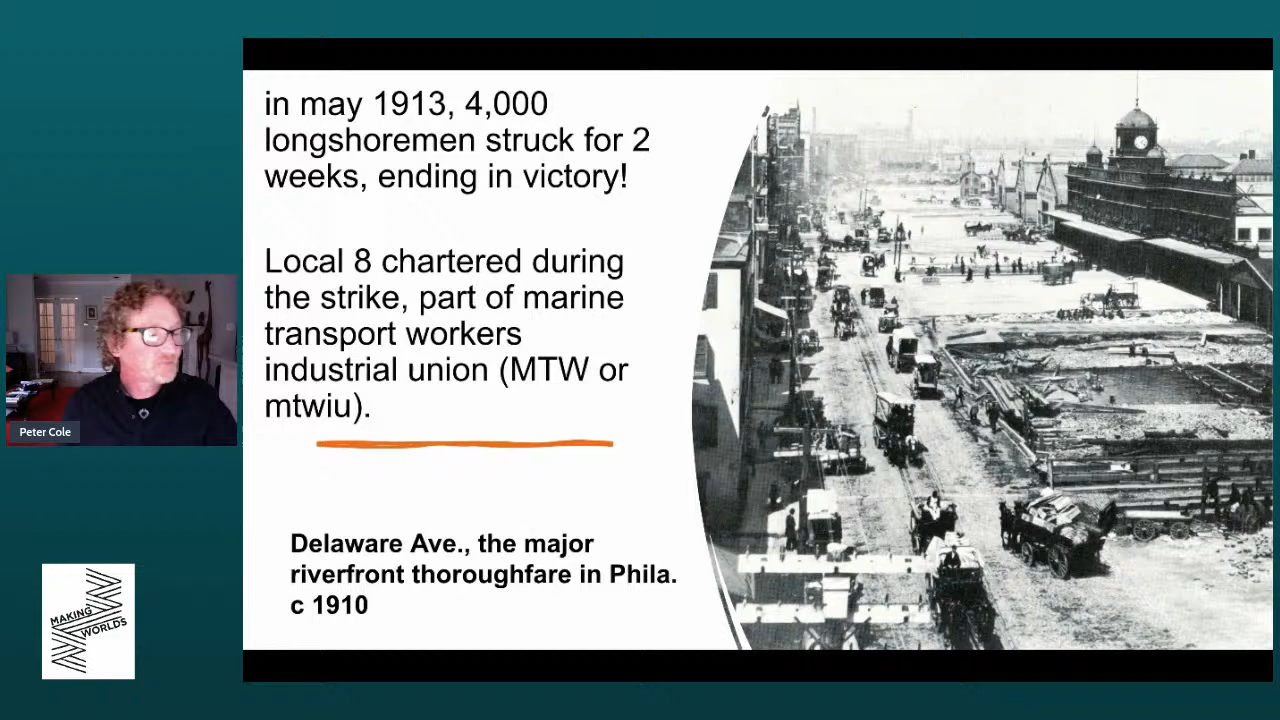 in may 1913, 4,000
longshoremen struck for 2
weeks, ending in victory!
Local 8 chartered during
the strike, part of marine
transport workers
industrial union (MTW or
mtwiu).
Delaware Ave., the major
riverfront thoroughfare in Phila.
c 1910
Peter Cole
MAKING
WORLDS